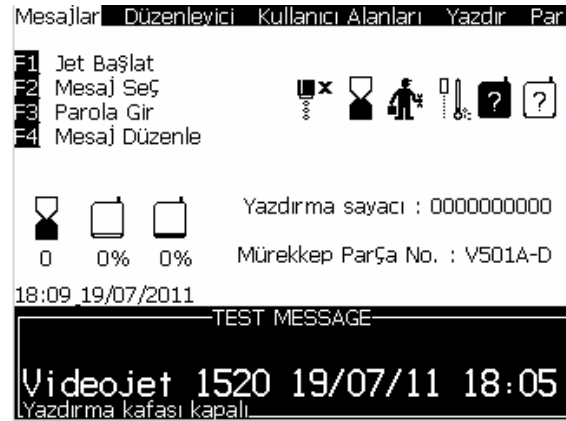 Mesajlar Düzenleyici Kullanıcı Alanları Yazdır Par
F1 Jet Başlat
F2 Mesaj Seç
F3 Parola Gir
F4 Mesaj Düzenle
? ?
Yazdırma sayacı : 0000000000
0 0% 0%
Mürekkep Parça No. : V501A-D
18:09 19/07/2011
TEST MESSAGE
Videojet 1520 19/07/11 18:05
Yazdırma kafası kapalı